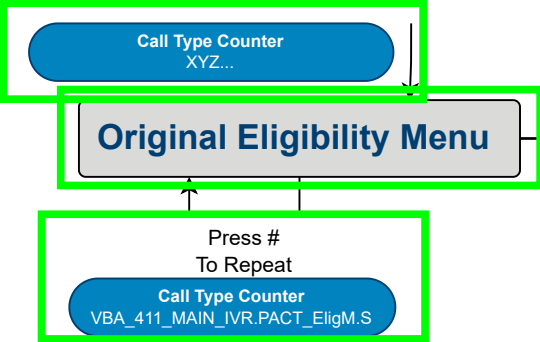 Call Type Counter
XYZ...
Original Eligibility Menu
Press #
To Repeat
Call Type Counter
VBA_411_MAIN_IVR.PACT_EligM.S